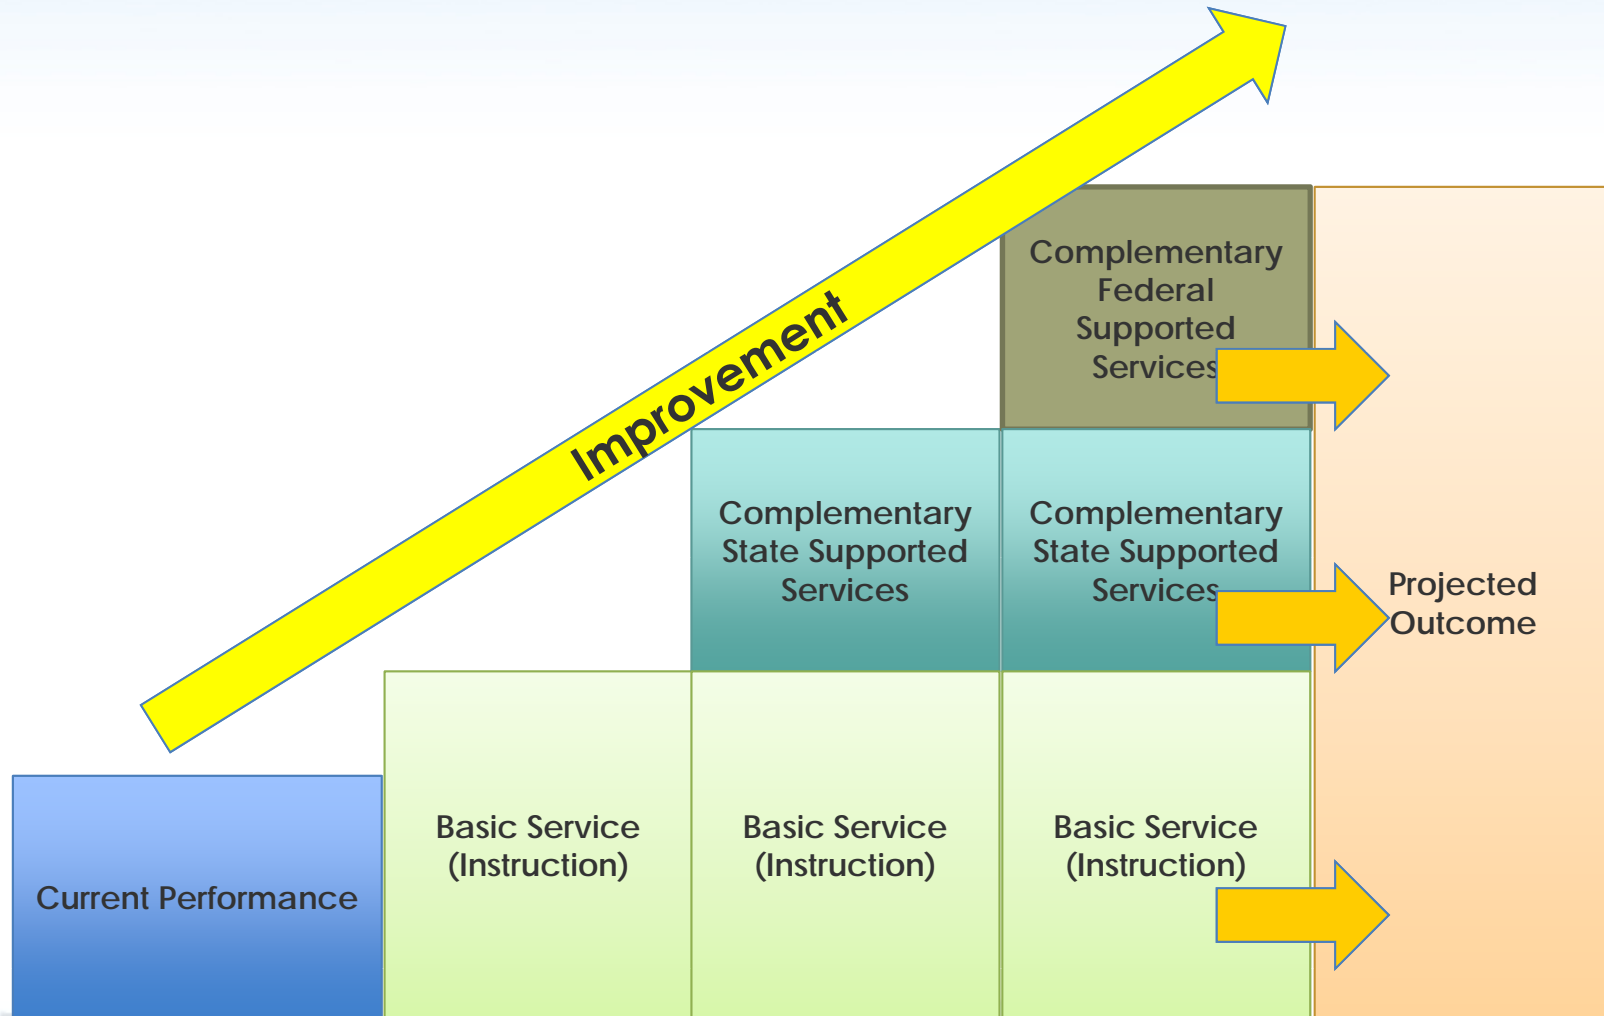 Complementary
Federal
Supported
Services
Improvement
Complementary
State Supported
Services
Complementary
State Supported
Services
Projected
Outcome
Basic Service
(Instruction)
Basic Service
(Instruction)
Basic Service
(Instruction)
Current Performance